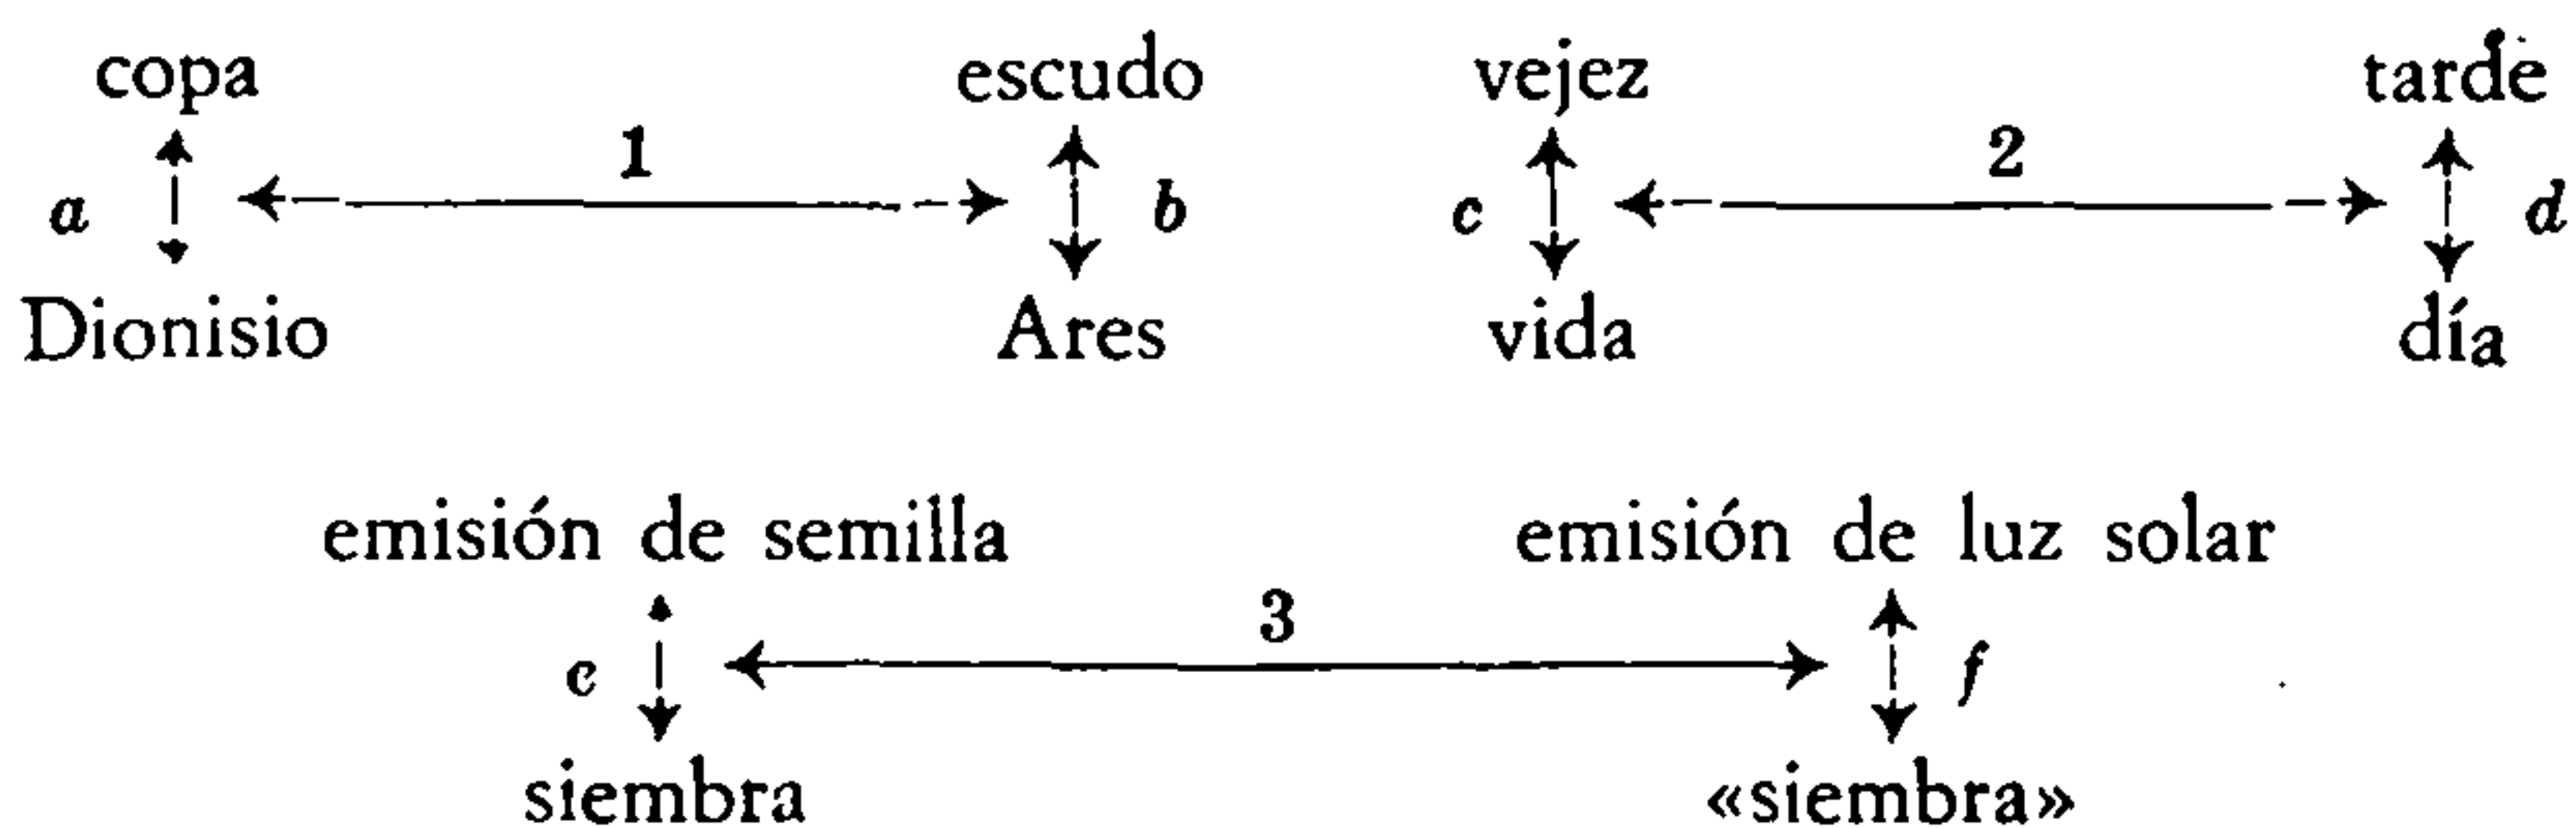 copa escudo vejez tarde
1 2
a b c d
Dionisio Ares vida día
emisión de semilla emisión de luz solar
3
c f
siembra «siembra»